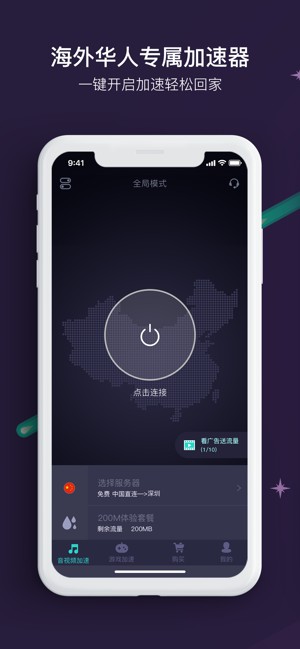 海外华人专属加速器
一键开启加速轻松回家
9:41
全局模式
点击连接
看广告送流量
(1/10)
选择服务器
免费 中国直连—>深圳
200M体验套餐
剩余流量 200MB
音视频加速 游戏加速 购买 我的